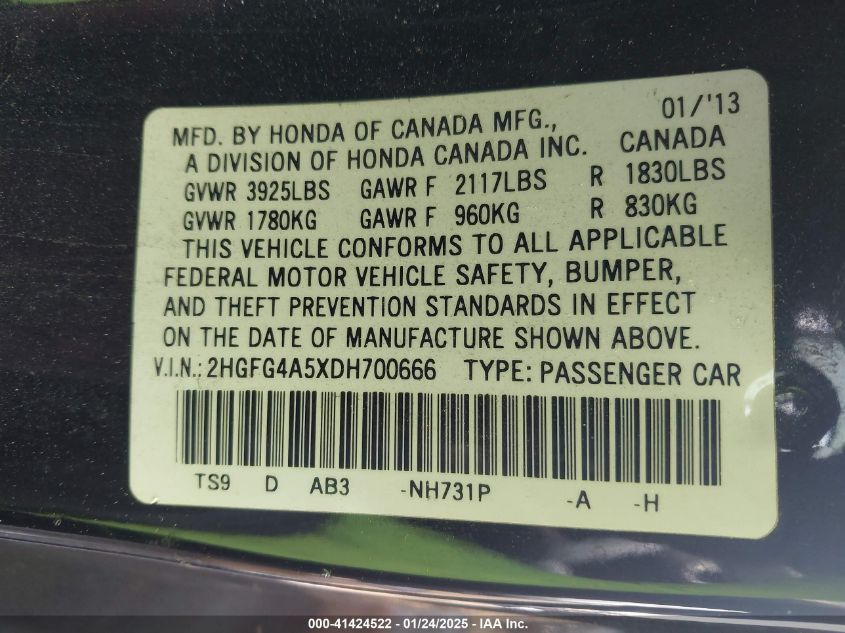 01/'13
MFD. BY HONDA OF CANADA MFG.,
A DIVISION OF HONDA CANADA INC. CANADA
GVWR 3925LBS GAWR F 2117LBS R 1830LBS
GVWR 1780KG GAWR F 960KG R 830KG
THIS VEHICLE CONFORMS TO ALL APPLICABLE
FEDERAL MOTOR VEHICLE SAFETY, BUMPER,
AND THEFT PREVENTION STANDARDS IN EFFECT
ON THE DATE OF MANUFACTURE SHOWN ABOVE.
V.I.N.: 2HGFG4A5XDH700666 TYPE: PASSENGER CAR
TS9 D AB3 -NH731P -A -H
000-41424522 — 01/24/2025 — IAA Inc.